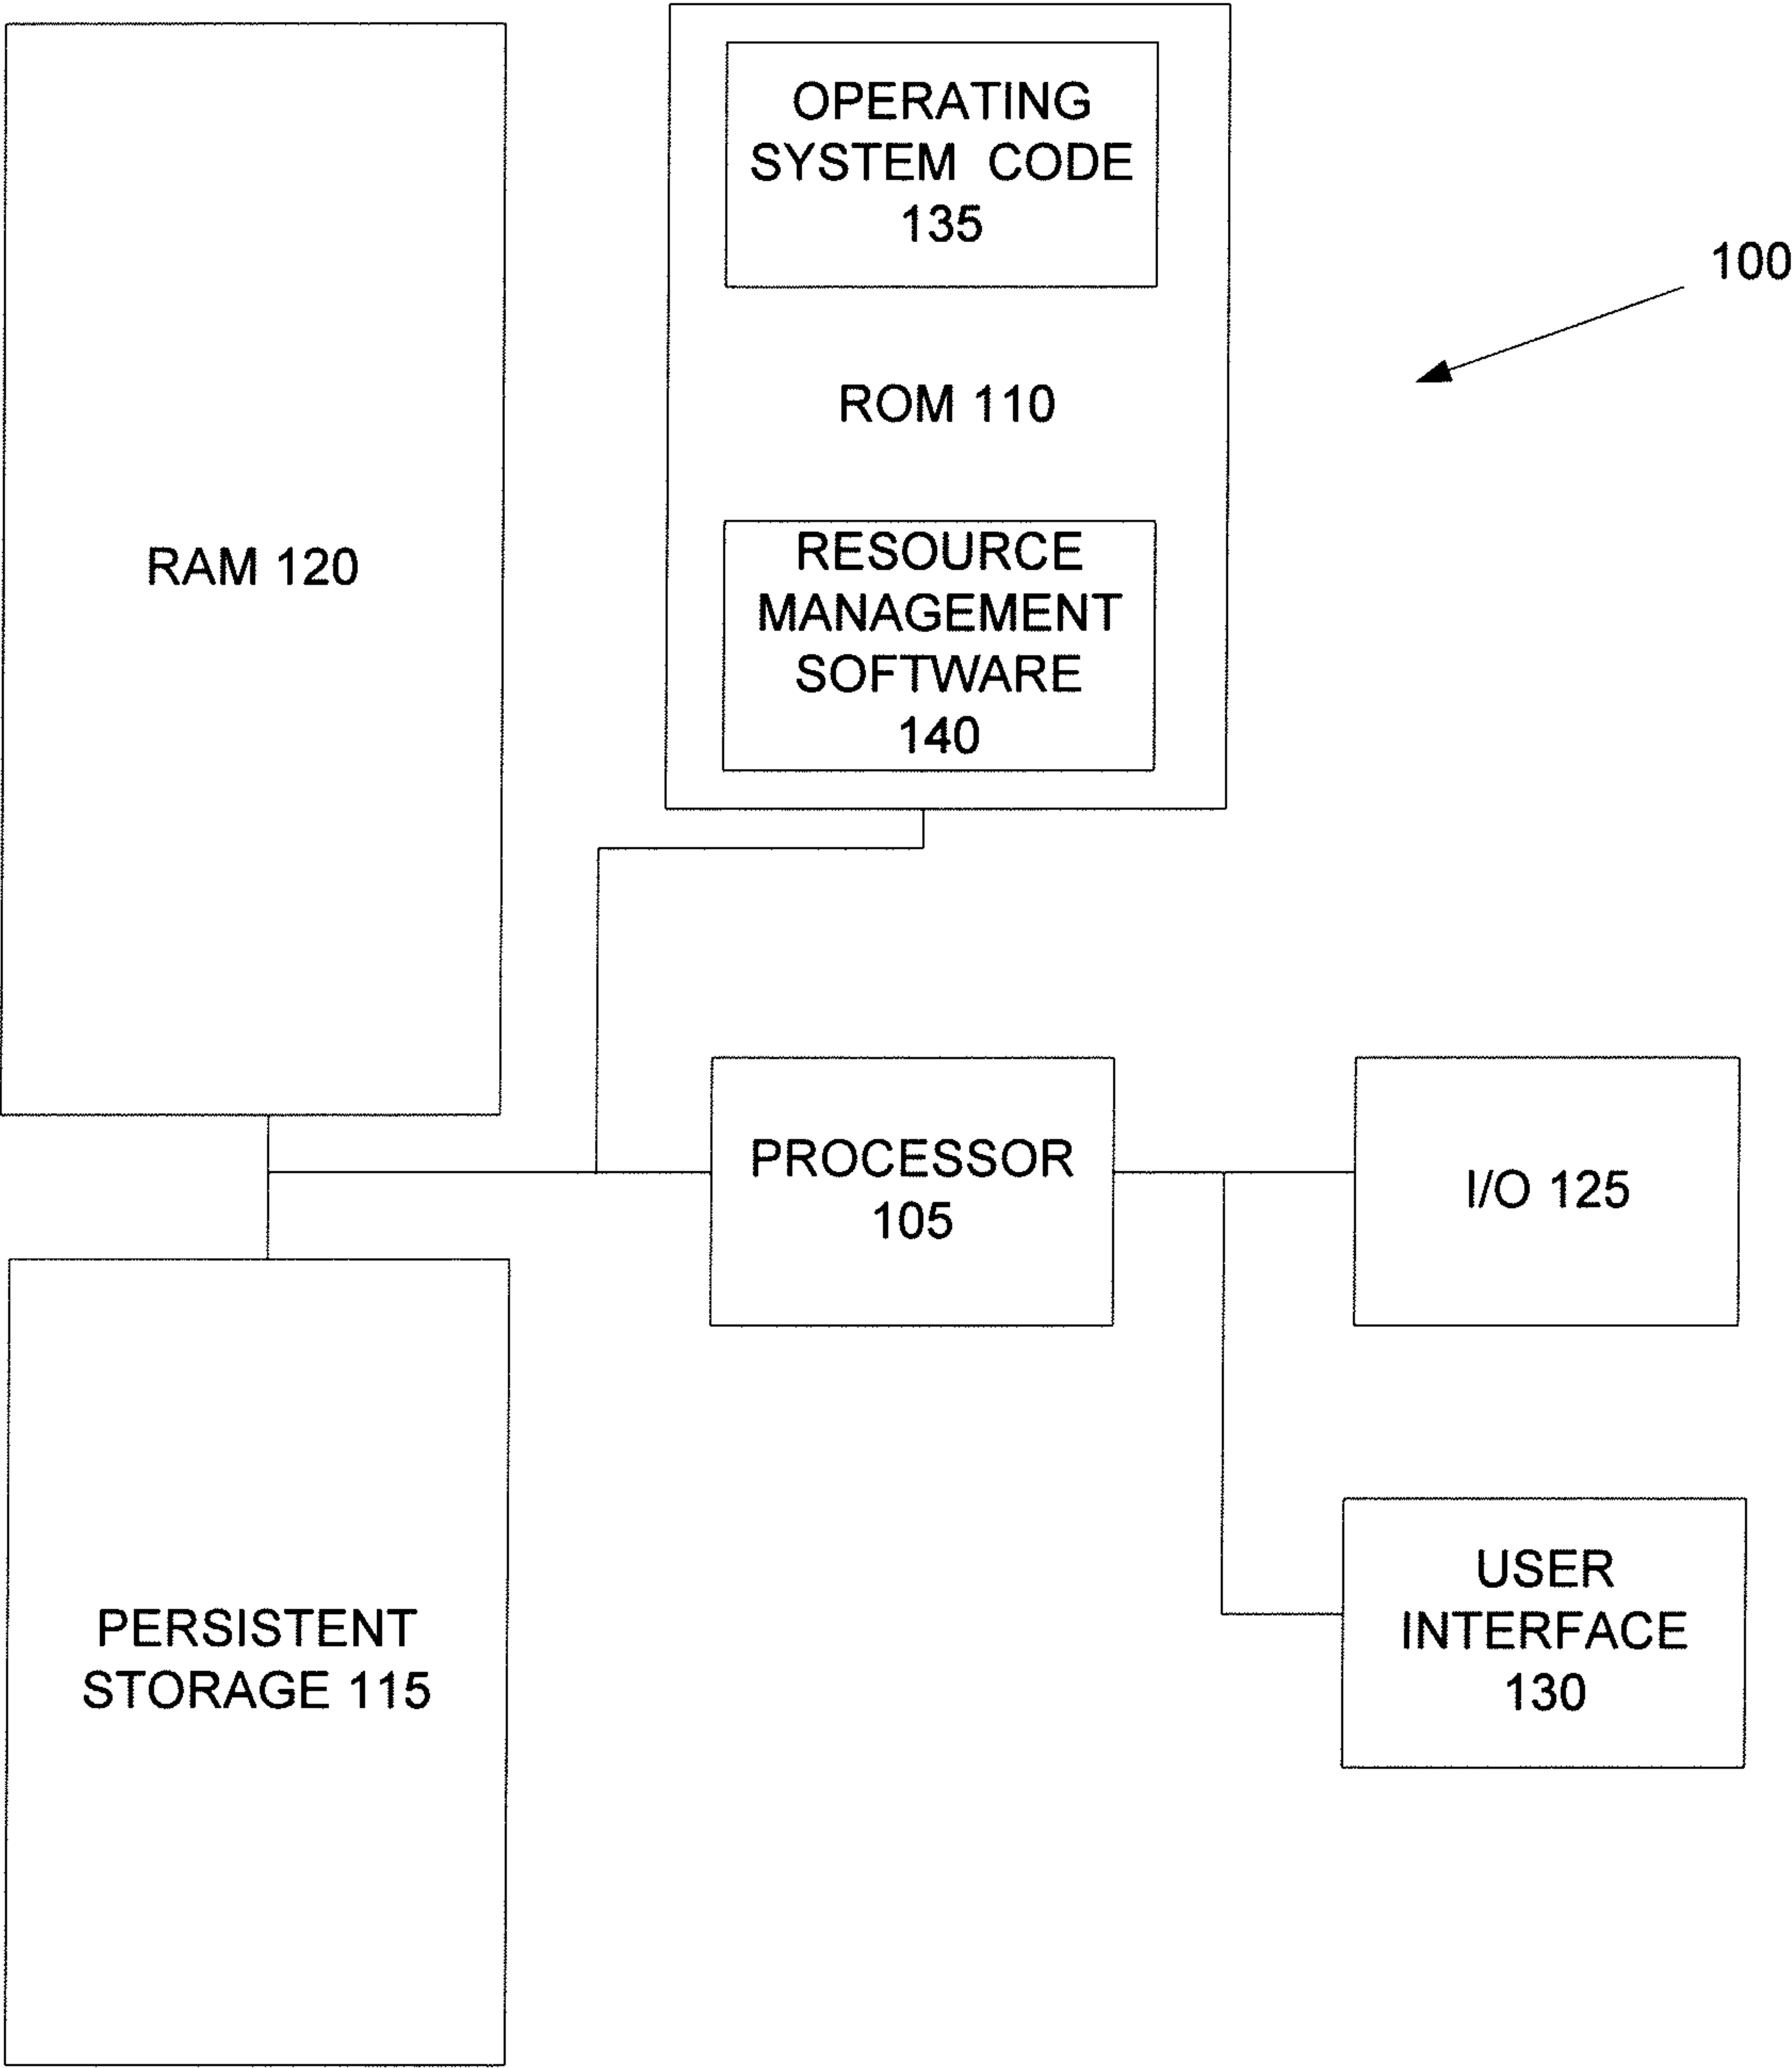 OPERATING
SYSTEM CODE
135
100
ROM 110
RAM 120
RESOURCE
MANAGEMENT
SOFTWARE
140
PROCESSOR
105
I/O 125
PERSISTENT
STORAGE 115
USER
INTERFACE
130